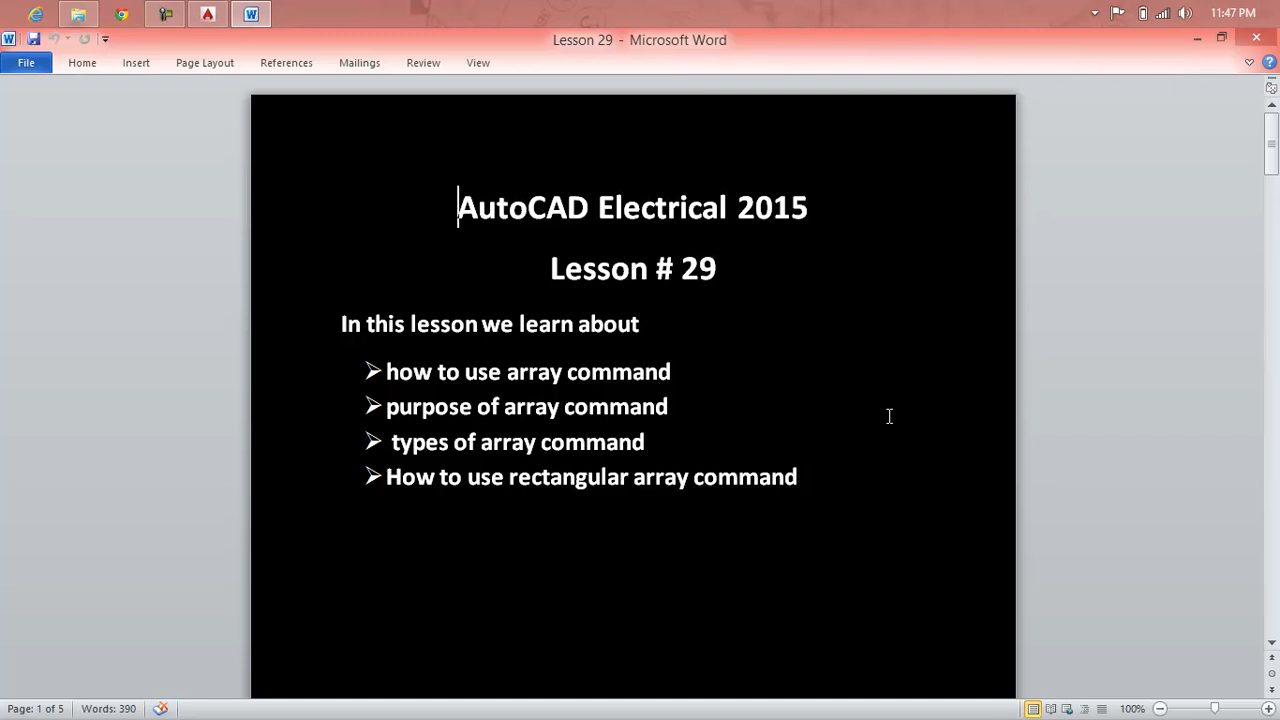 11:47 PM
Lesson 29 - Microsoft Word
File Home Insert Page Layout References Mailings Review View
AutoCAD Electrical 2015
Lesson # 29
In this lesson we learn about
how to use array command
purpose of array command
types of array command
How to use rectangular array command
Page: 1 of 5 Words: 390 100%